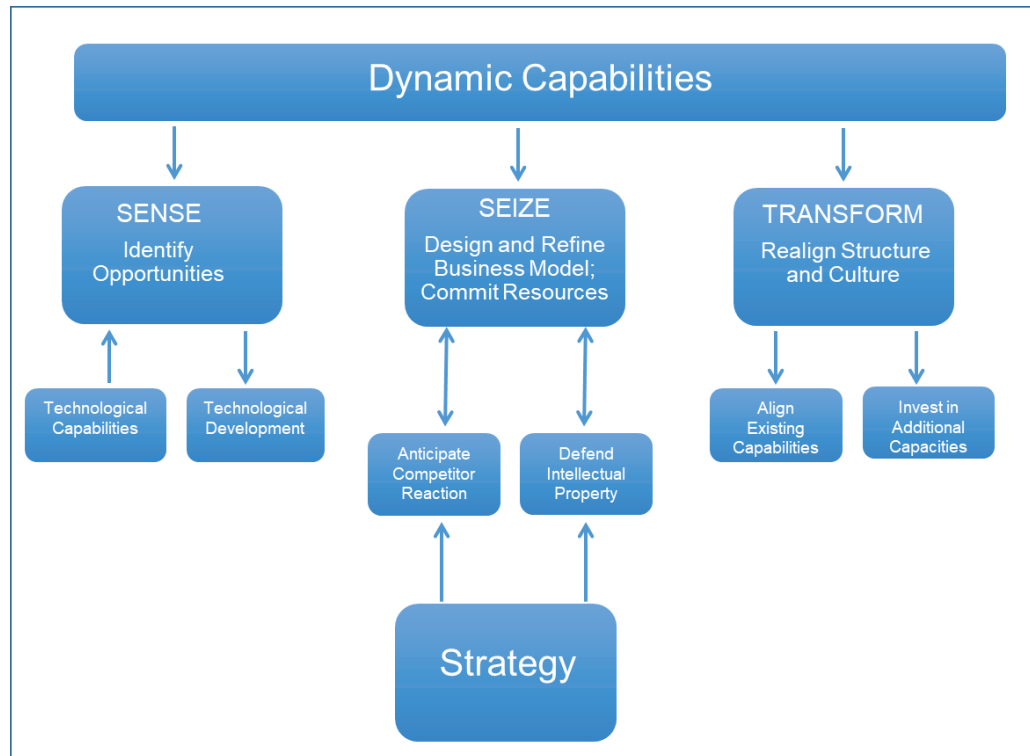 Dynamic Capabilities
SENSE
Identify
Opportunities
SEIZE
Design and Refine
Business Model;
Commit Resources
TRANSFORM
Realign Structure
and Culture
Technological
Capabilities
Technological
Development
Anticipate
Competitor
Reaction
Defend
Intellectual
Property
Align
Existing
Capabilities
Invest in
Additional
Capacities
Strategy